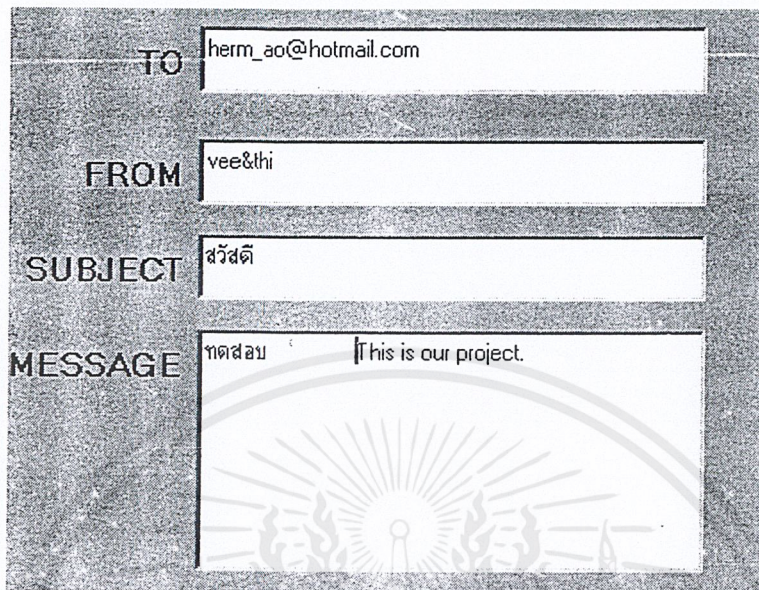 TO herm_ao@hotmail.com
FROM vee&thi
SUBJECT สวัสดี
MESSAGE ทดสอบ This is our project.